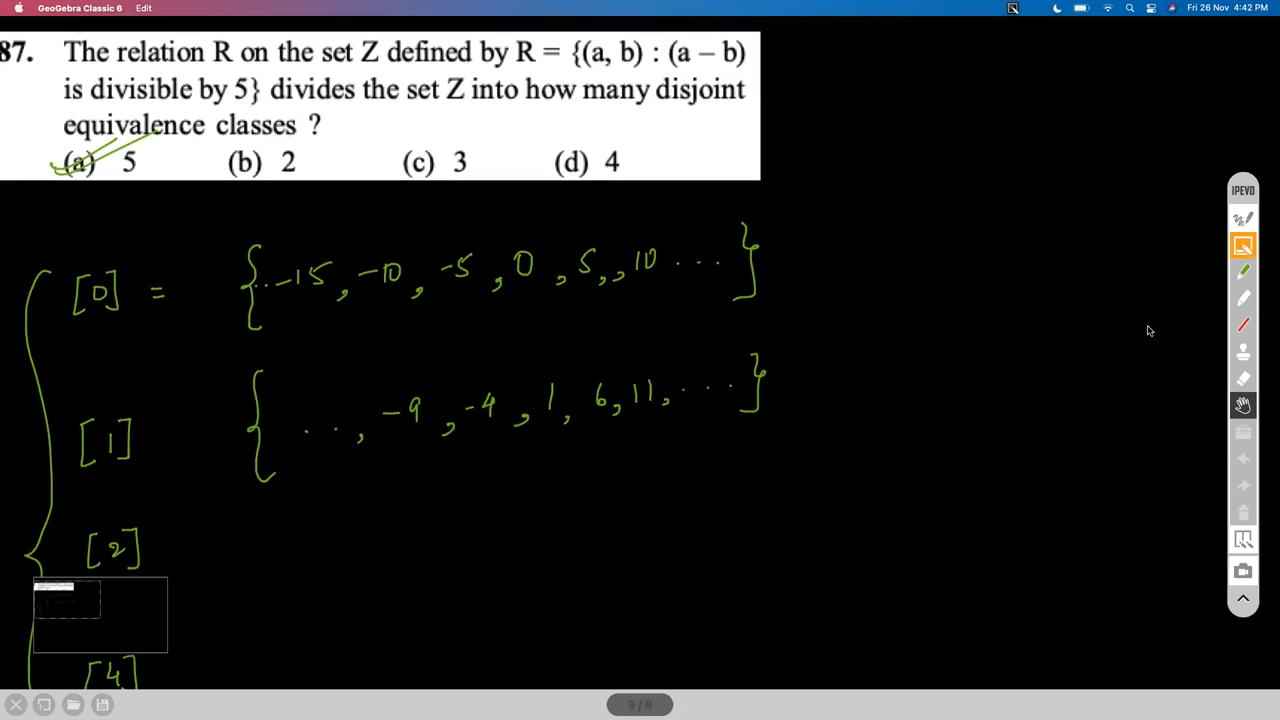 GeoGebra Classic 6 Edit Fri 26 Nov 4:42 PM
87. The relation R on the set Z defined by R = {(a, b) : (a – b)
is divisible by 5} divides the set Z into how many disjoint
equivalence classes ?
(a) 5 (b) 2 (c) 3 (d) 4
IPEVO
[0] = {..-15, -10, -5, 0, 5,, 10 ...}
[1] {.., -9, -4, 1, 6, 11, ...}
[2]
[4]
9 / 9